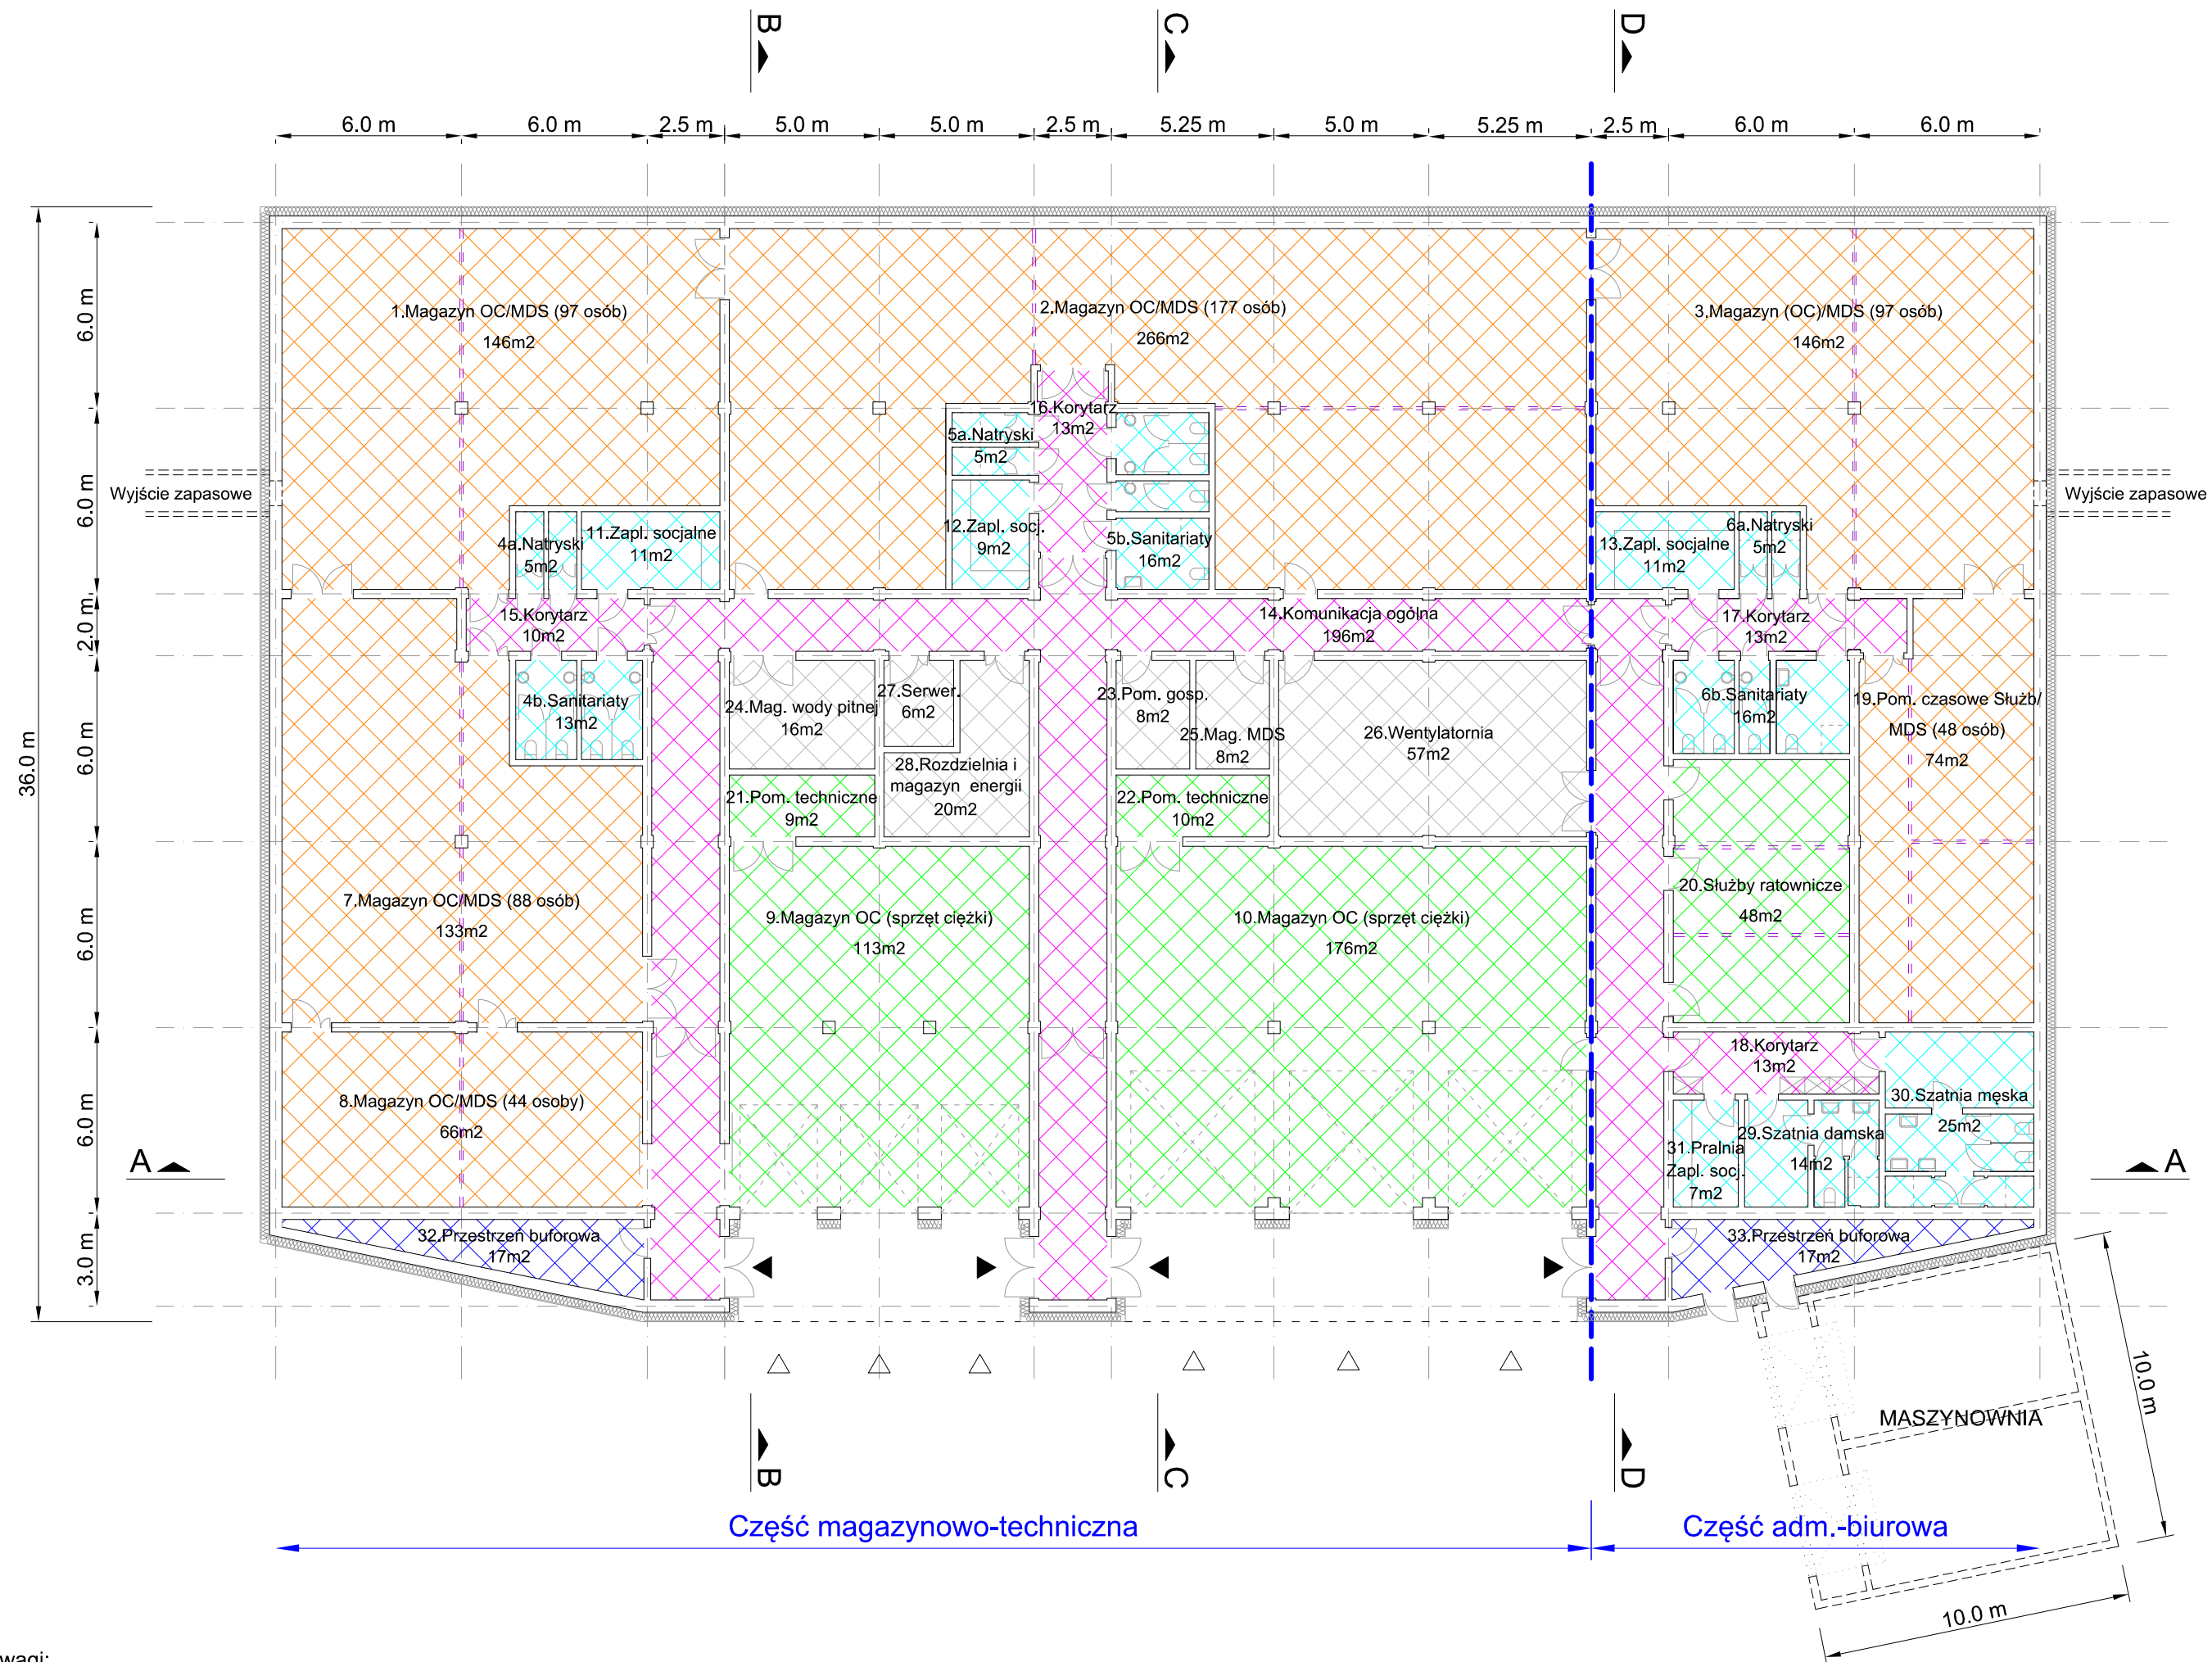 B
C
D
6.0 m
6.0 m
2.5 m
5.0 m
5.0 m
2.5 m
5.25 m
5.0 m
5.25 m
2.5 m
6.0 m
6.0 m
36.0 m
6.0 m
6.0 m
2.0 m
6.0 m
6.0 m
6.0 m
3.0 m
1.Magazyn OC/MDS (97 osób)
146m2
2.Magazyn OC/MDS (177 osób)
266m2
3.Magazyn (OC)/MDS (97 osób)
146m2
16.Korytarz
13m2
5a.Natryski
5m2
Wyjście zapasowe
Wyjście zapasowe
4a.Natryski
5m2
11.Zapl. socjalne
11m2
12.Zapl. socj.
9m2
5b.Sanitariaty
16m2
13.Zapl. socjalne
11m2
6a.Natryski
5m2
15.Korytarz
10m2
14.Komunikacja ogólna
196m2
17.Korytarz
13m2
4b.Sanitariaty
13m2
24.Mag. wody pitnej
16m2
27.Serwer.
6m2
23.Pom. gosp.
8m2
25.Mag. MDS
8m2
26.Wentylatornia
57m2
6b.Sanitariaty
16m2
19.Pom. czasowe Służb/
MDS (48 osób)
74m2
28.Rozdzielnia i
magazyn energii
20m2
21.Pom. techniczne
9m2
22.Pom. techniczne
10m2
7.Magazyn OC/MDS (88 osób)
133m2
9.Magazyn OC (sprzęt ciężki)
113m2
10.Magazyn OC (sprzęt ciężki)
176m2
20.Służby ratownicze
48m2
18.Korytarz
13m2
8.Magazyn OC/MDS (44 osoby)
66m2
30.Szatnia męska
25m2
29.Szatnia damska
14m2
31.Pralnia
Zapl. socj.
7m2
A
A
32.Przestrzeń buforowa
17m2
33.Przestrzeń buforowa
17m2
MASZYNOWNIA
10.0 m
10.0 m
B
C
D
Część magazynowo-techniczna
Część adm.-biurowa
wagi: